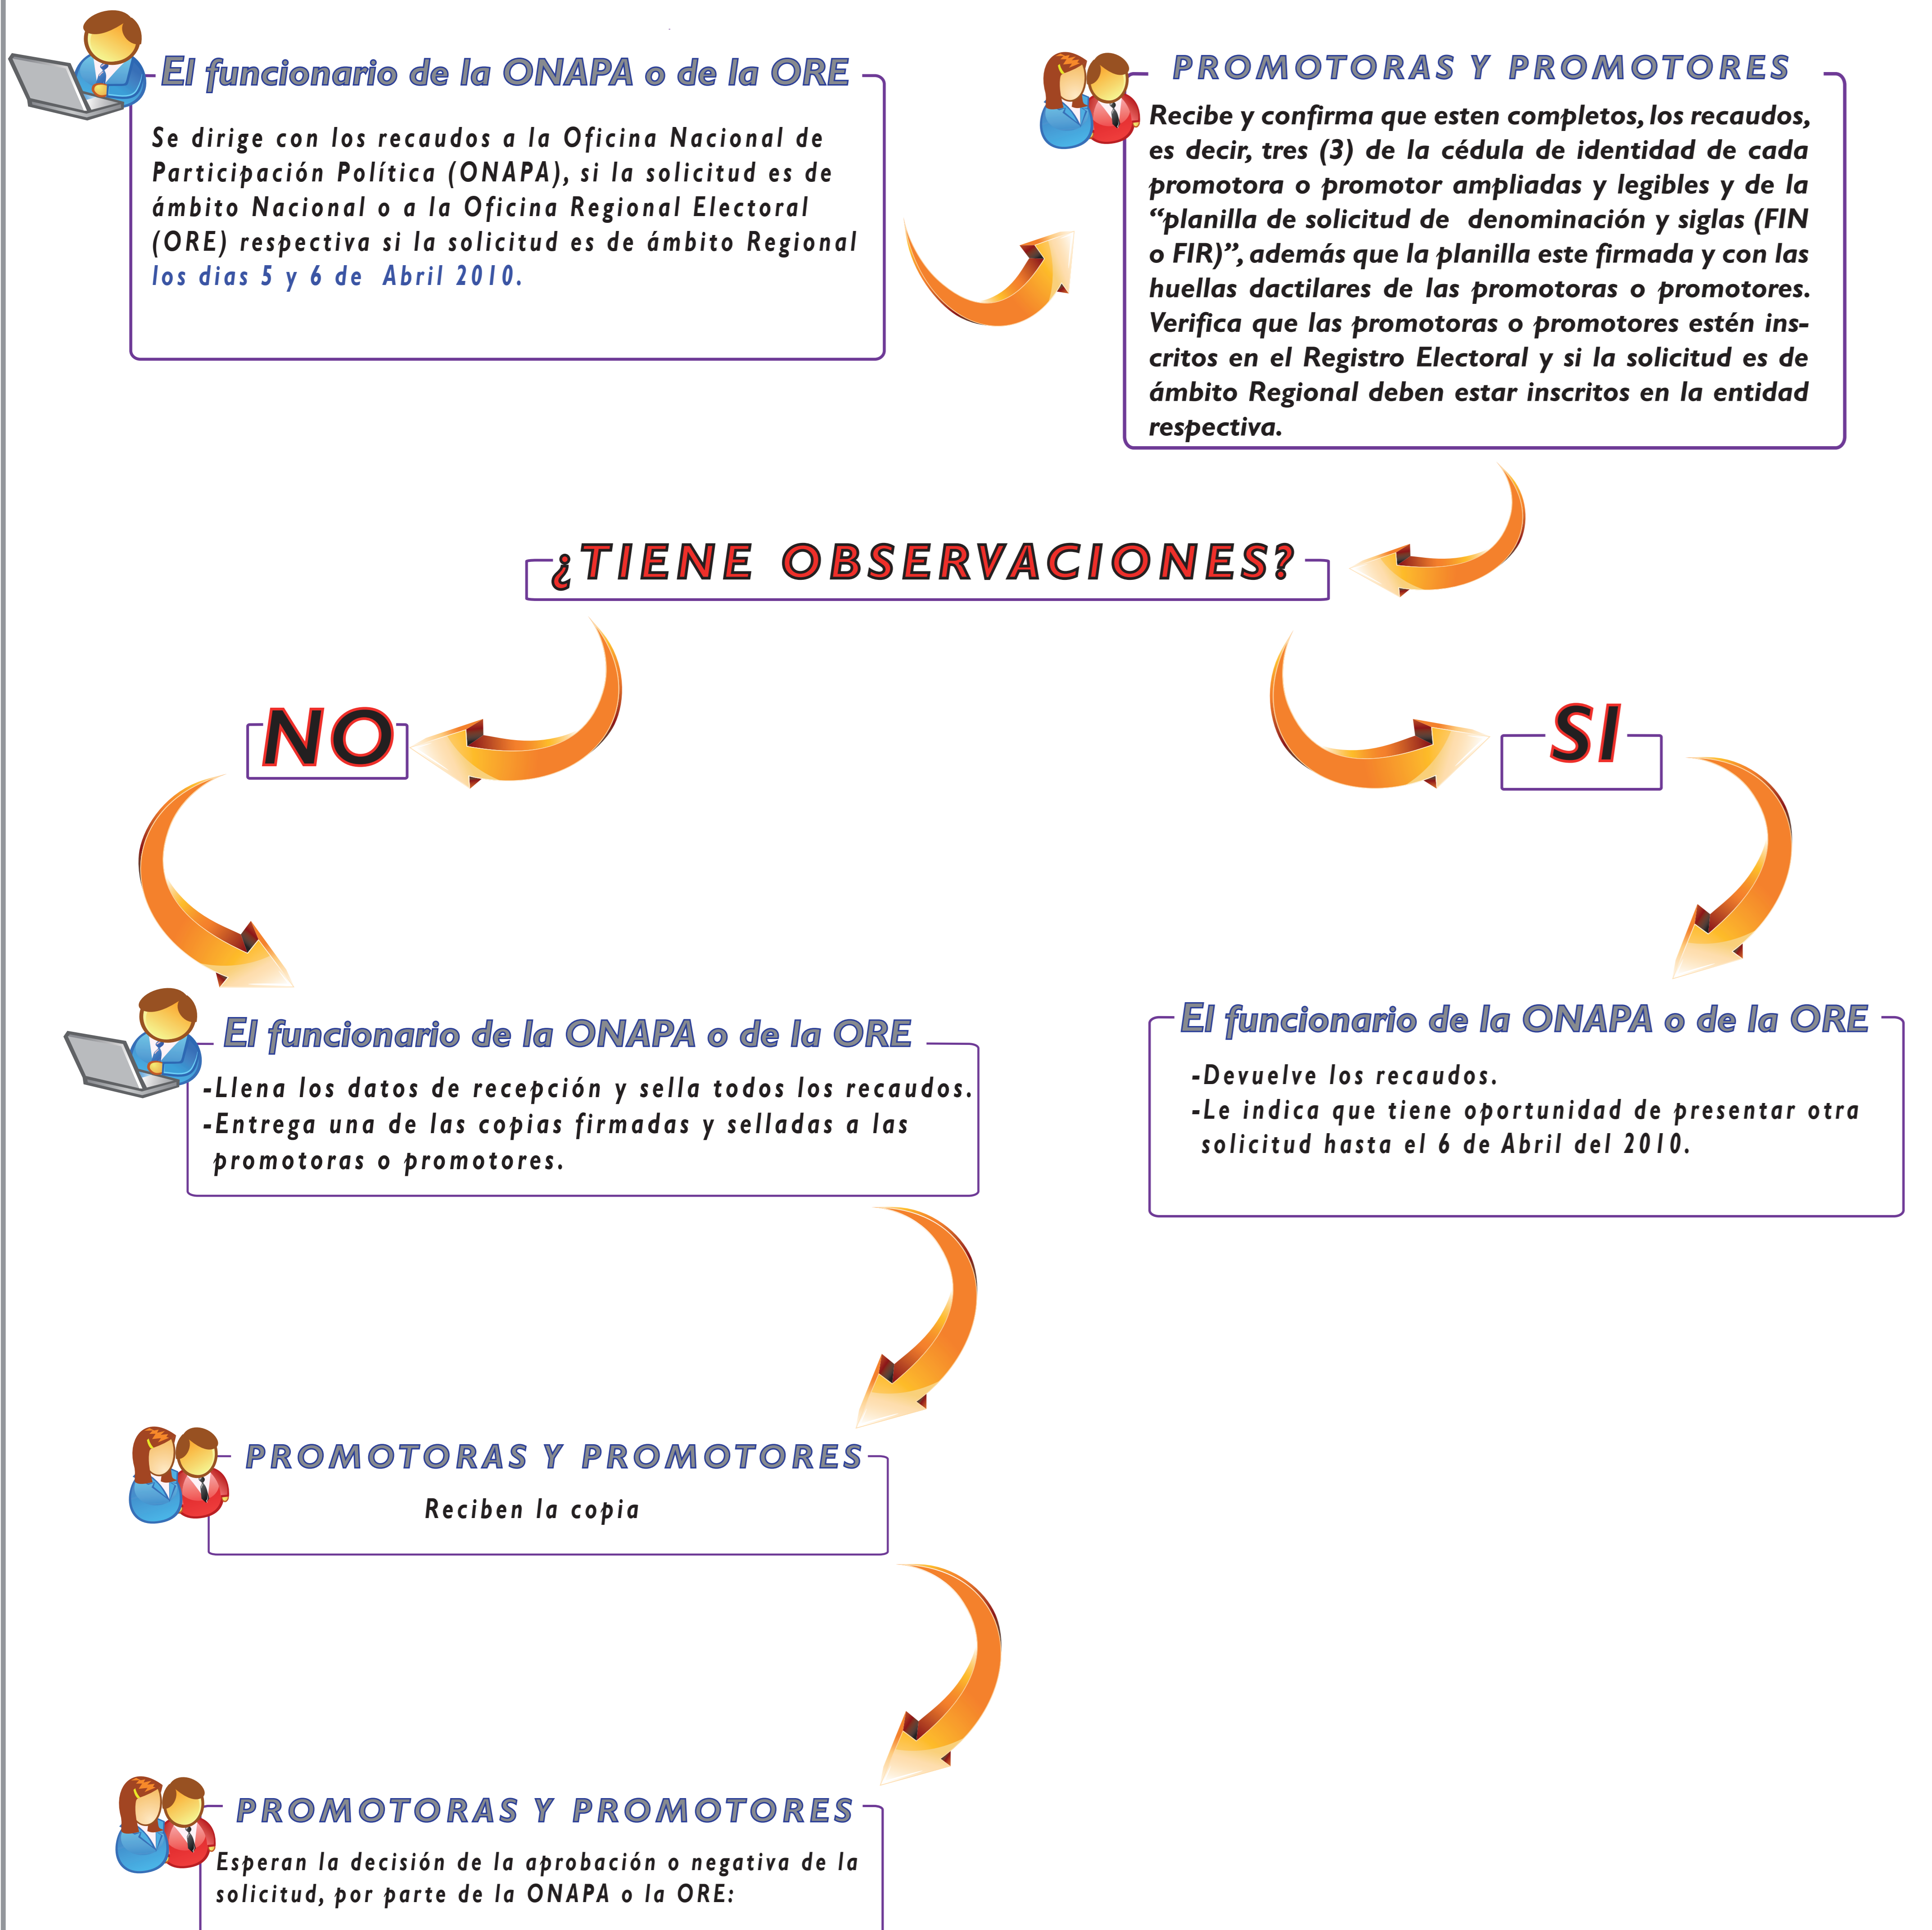 El funcionario de la ONAPA o de la ORE
Se dirige con los recaudos a la Oficina Nacional de
Participación Política (ONAPA), si la solicitud es de
ámbito Nacional o a la Oficina Regional Electoral
(ORE) respectiva si la solicitud es de ámbito Regional
los dias 5 y 6 de Abril 2010.
PROMOTORAS Y PROMOTORES
Recibe y confirma que esten completos, los recaudos,
es decir, tres (3) de la cédula de identidad de cada
promotora o promotor ampliadas y legibles y de la
“planilla de solicitud de denominación y siglas (FIN
o FIR)”, además que la planilla este firmada y con las
huellas dactilares de las promotoras o promotores.
Verifica que las promotoras o promotores estén ins-
critos en el Registro Electoral y si la solicitud es de
ámbito Regional deben estar inscritos en la entidad
respectiva.
¿TIENE OBSERVACIONES?
NO
SI
El funcionario de la ONAPA o de la ORE
-Llena los datos de recepción y sella todos los recaudos.
-Entrega una de las copias firmadas y selladas a las
promotoras o promotores.
El funcionario de la ONAPA o de la ORE
-Devuelve los recaudos.
-Le indica que tiene oportunidad de presentar otra
solicitud hasta el 6 de Abril del 2010.
PROMOTORAS Y PROMOTORES
Reciben la copia
PROMOTORAS Y PROMOTORES
Esperan la decisión de la aprobación o negativa de la
solicitud, por parte de la ONAPA o la ORE: